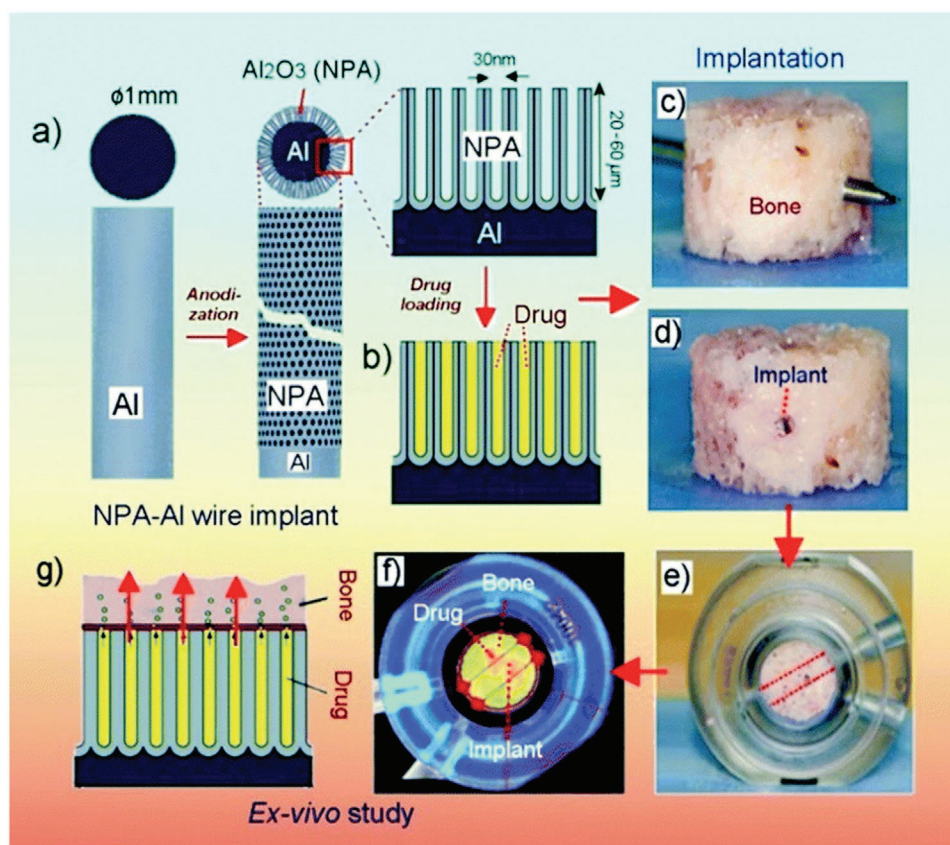 Al2O3 (NPA)
ø1mm
a)
Al
30nm
NPA
20-60 µm
Al
Implantation
c)
Bone
Anodi-
zation
Al
NPA
Al
Drug
loading
Drug
b)
d)
Implant
NPA-Al wire implant
g)
Bone
Drug
f)
Bone
Drug
Implant
e)
Ex-vivo study